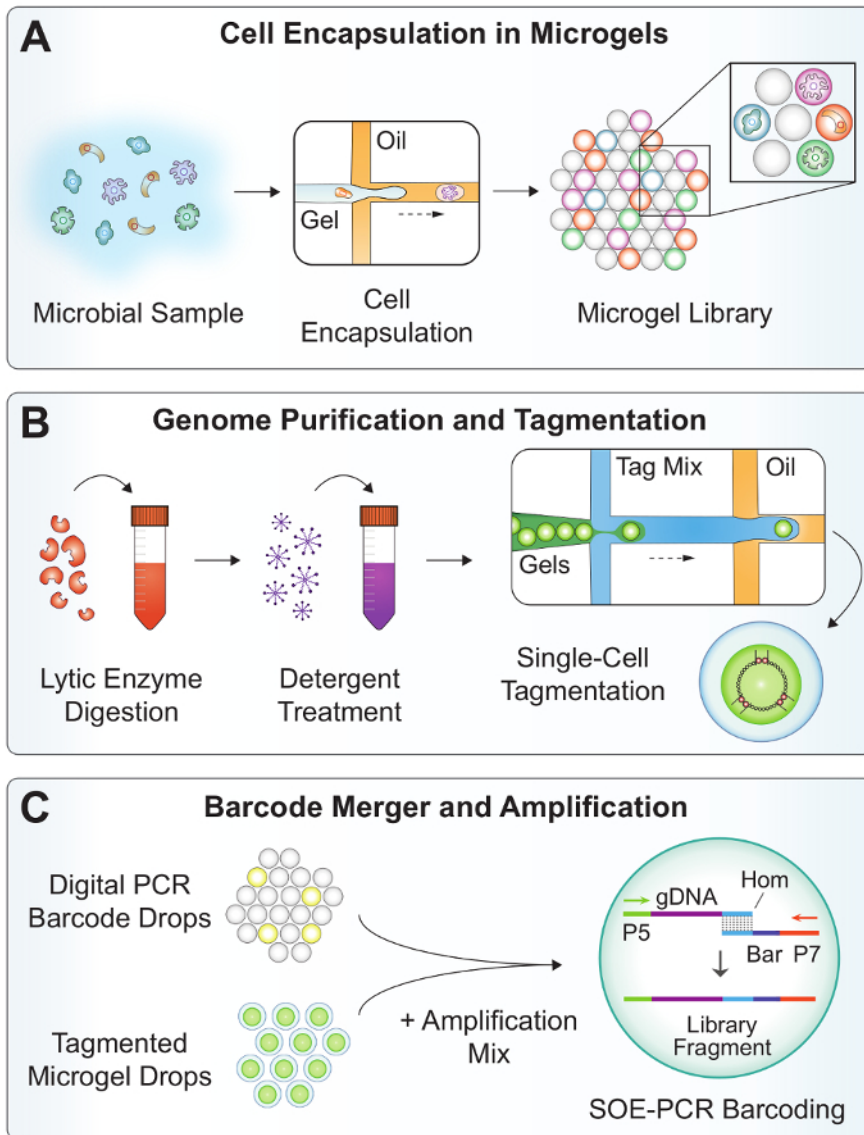 A
Cell Encapsulation in Microgels
Oil
Gel
Microbial Sample
Cell
Encapsulation
Microgel Library
B
Genome Purification and Tagmentation
Tag Mix
Oil
Gels
Lytic Enzyme
Digestion
Detergent
Treatment
Single-Cell
Tagmentation
C
Barcode Merger and Amplification
Digital PCR
Barcode Drops
Tagmented
Microgel Drops
+ Amplification
Mix
Hom
gDNA
P5
Bar
P7
Library
Fragment
SOE-PCR Barcoding